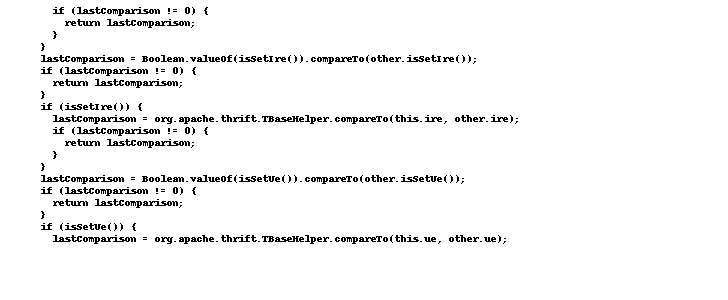 if (lastComparison != 0) {
return lastComparison;
}
}
lastComparison = Boolean.valueOf(isSetIre()).compareTo(other.isSetIre());
if (lastComparison != 0) {
return lastComparison;
}
if (isSetIre()) {
lastComparison = org.apache.thrift.TBaseHelper.compareTo(this.ire, other.ire);
if (lastComparison != 0) {
return lastComparison;
}
}
lastComparison = Boolean.valueOf(isSetUe()).compareTo(other.isSetUe());
if (lastComparison != 0) {
return lastComparison;
}
if (isSetUe()) {
lastComparison = org.apache.thrift.TBaseHelper.compareTo(this.ue, other.ue);